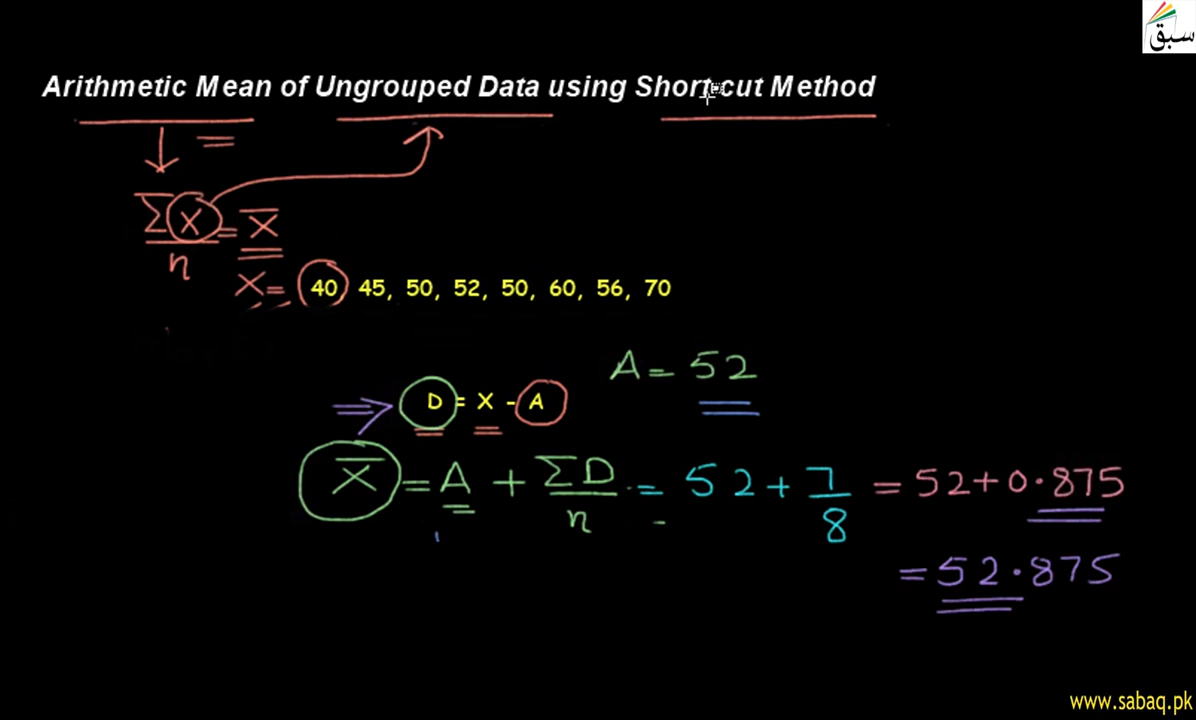 سبق
Arithmetic Mean of Ungrouped Data using Shortcut Method
ΣX/n = X̅
X = 40, 45, 50, 52, 50, 60, 56, 70
A = 52
⇒ D = X - A
X̅ = A + ΣD/n = 52 + 7/8 = 52 + 0.875
= 52.875
www.sabaq.pk